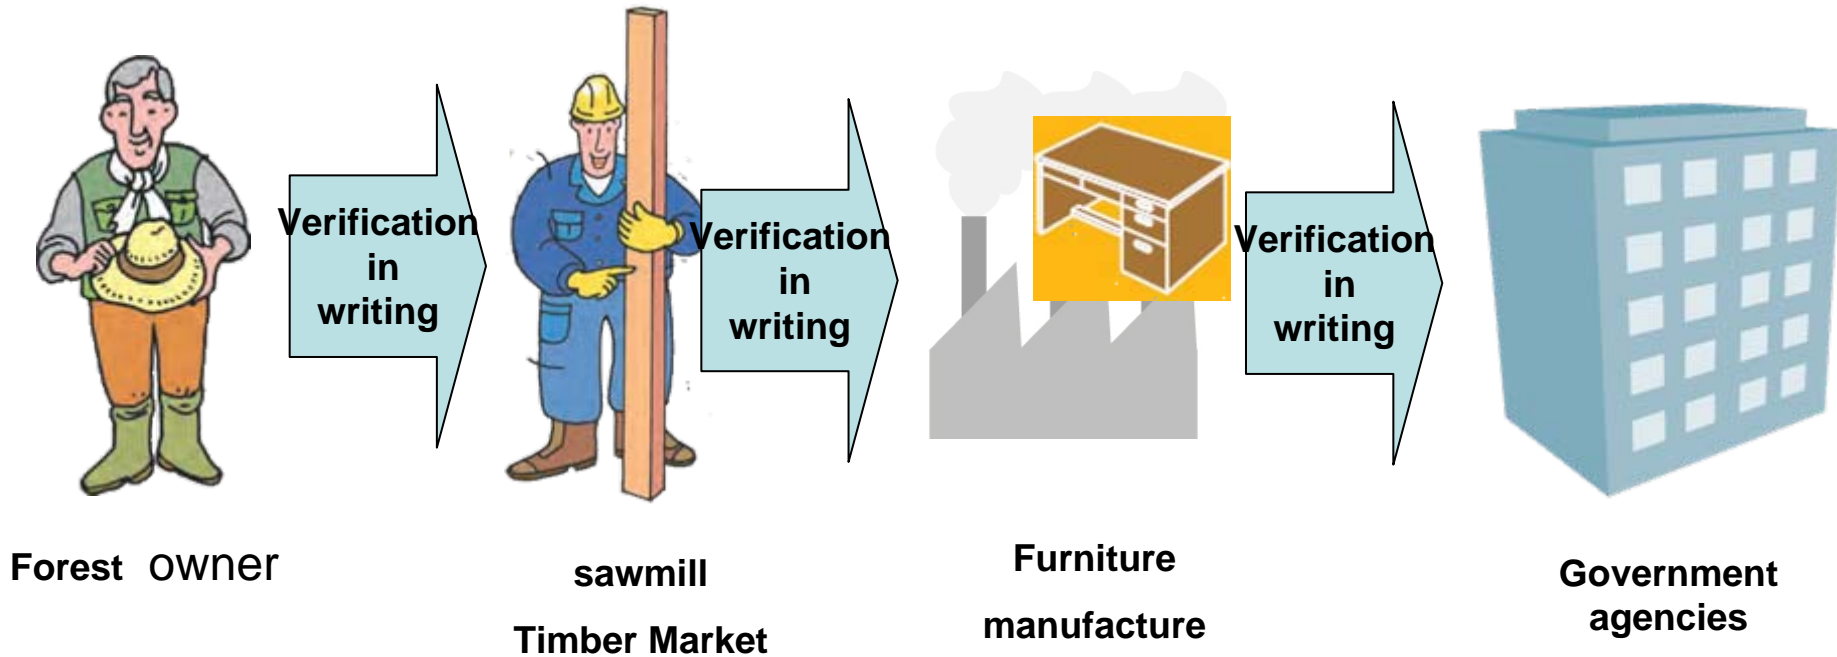 Verification
in
writing
Verification
in
writing
Verification
in
writing
Forest owner
sawmill
Timber Market
Furniture
manufacture
Government
agencies